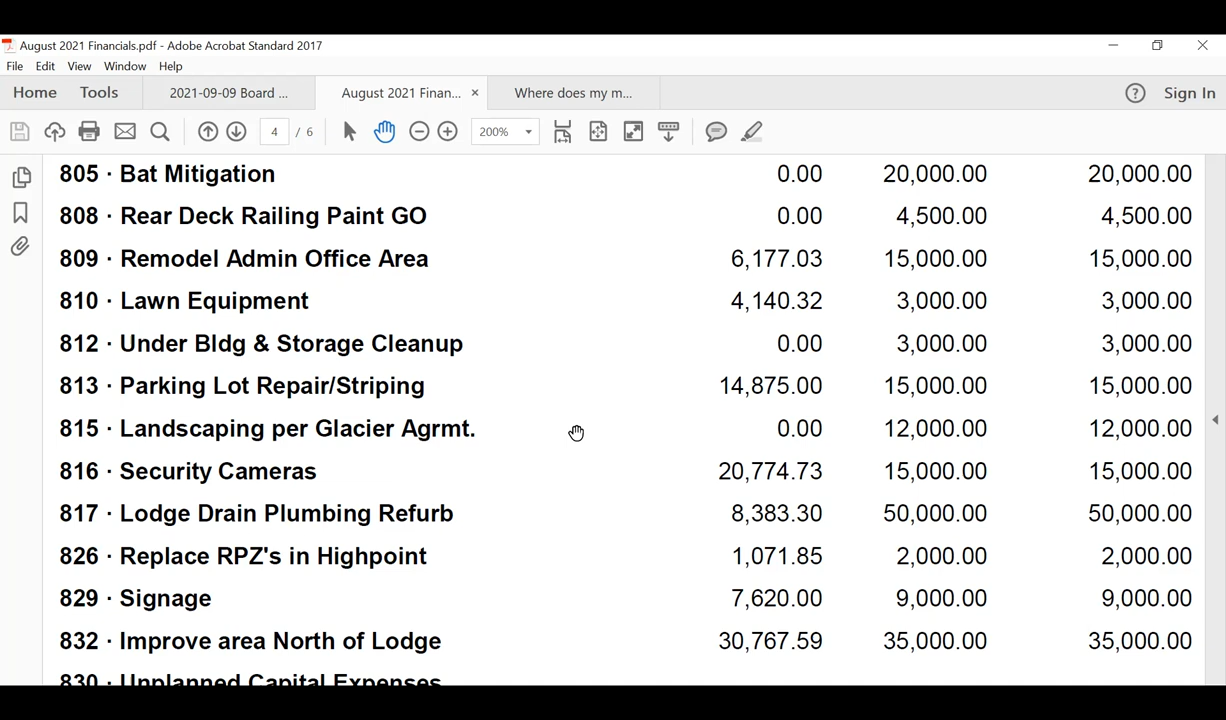 August 2021 Financials.pdf - Adobe Acrobat Standard 2017
File Edit View Window Help
Home Tools 2021-09-09 Board ... August 2021 Finan... × Where does my m... ? Sign In
4 / 6 200%
805 · Bat Mitigation 0.00 20,000.00 20,000.00
808 · Rear Deck Railing Paint GO 0.00 4,500.00 4,500.00
809 · Remodel Admin Office Area 6,177.03 15,000.00 15,000.00
810 · Lawn Equipment 4,140.32 3,000.00 3,000.00
812 · Under Bldg & Storage Cleanup 0.00 3,000.00 3,000.00
813 · Parking Lot Repair/Striping 14,875.00 15,000.00 15,000.00
815 · Landscaping per Glacier Agrmt. 0.00 12,000.00 12,000.00
816 · Security Cameras 20,774.73 15,000.00 15,000.00
817 · Lodge Drain Plumbing Refurb 8,383.30 50,000.00 50,000.00
826 · Replace RPZ's in Highpoint 1,071.85 2,000.00 2,000.00
829 · Signage 7,620.00 9,000.00 9,000.00
832 · Improve area North of Lodge 30,767.59 35,000.00 35,000.00
830 · Unplanned Capital Expenses